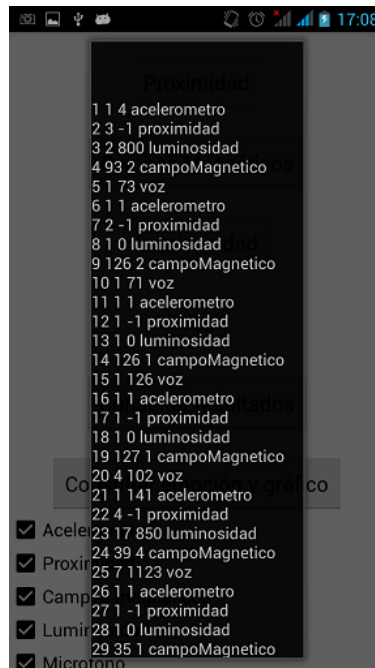 17:08
Proximidad
1 1 4 acelerometro
2 3 -1 proximidad
3 2 800 luminosidad
4 93 2 campoMagnetico
5 1 73 voz
6 1 1 acelerometro
7 2 -1 proximidad
8 1 0 luminosidad
9 126 2 campoMagnetico
10 1 71 voz
11 1 1 acelerometro
12 1 -1 proximidad
13 1 0 luminosidad
14 126 1 campoMagnetico
15 1 126 voz
16 1 1 acelerometro
17 1 -1 proximidad
18 1 0 luminosidad
19 127 1 campoMagnetico
20 4 102 voz
21 1 141 acelerometro
22 4 -1 proximidad
23 17 850 luminosidad
24 39 4 campoMagnetico
25 7 1123 voz
26 1 1 acelerometro
27 1 -1 proximidad
28 1 0 luminosidad
29 35 1 campoMagnetico
Microfono